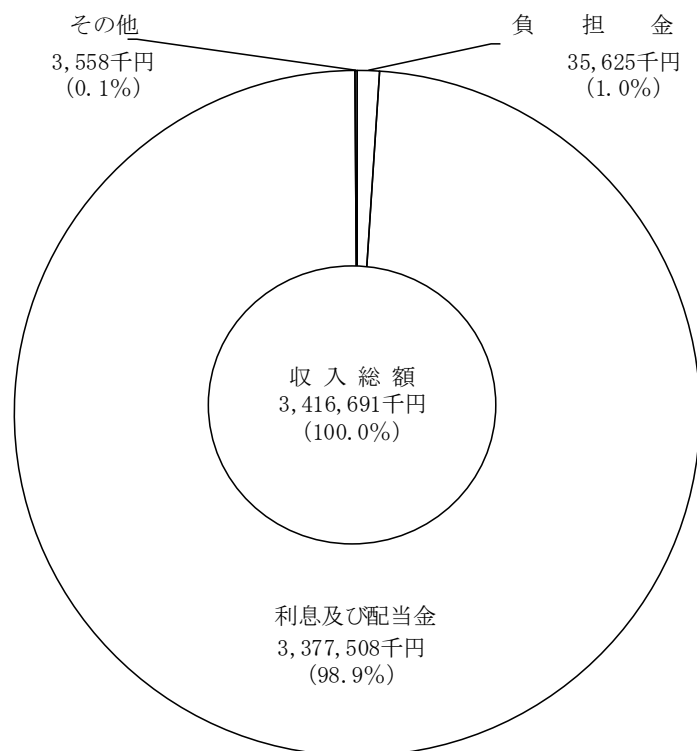 その他
3,558千円
(0.1%)
負担金
35,625千円
(1.0%)
収入総額
3,416,691千円
(100.0%)
利息及び配当金
3,377,508千円
(98.9%)